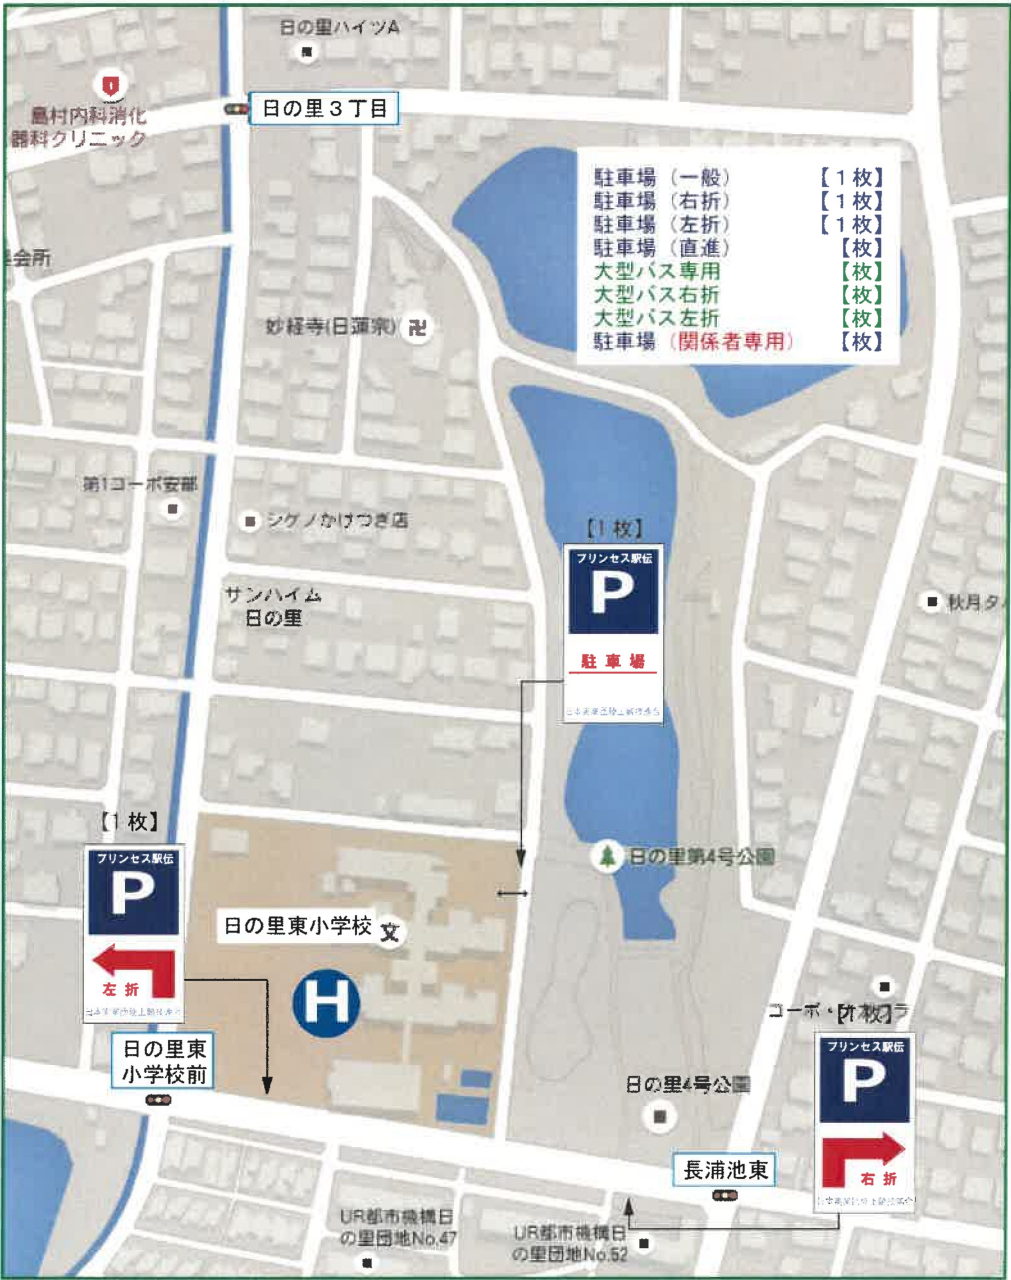 日の里ハイツA
島村内科消化
器科クリニック
日の里3丁目
駐車場(一般) 【1枚】
駐車場(右折) 【1枚】
駐車場(左折) 【1枚】
駐車場(直進) 【枚】
大型バス専用 【枚】
大型バス右折 【枚】
大型バス左折 【枚】
駐車場(関係者専用) 【枚】
会所
妙経寺(日蓮宗)
卍
第1コーポ安部
シゲノかけつぎ店
サンハイム
日の里
【1枚】
プリンセス駅伝
P
駐車場
秋月タ
【1枚】
プリンセス駅伝
P
左折
日の里第4号公園
日の里東小学校
文
H
日の里東
小学校前
コーポ・
プリンセス駅伝
P
右折
日の里4号公園
長浦池東
UR都市機構日
の里団地No.47
UR都市機構日
の里団地No.52